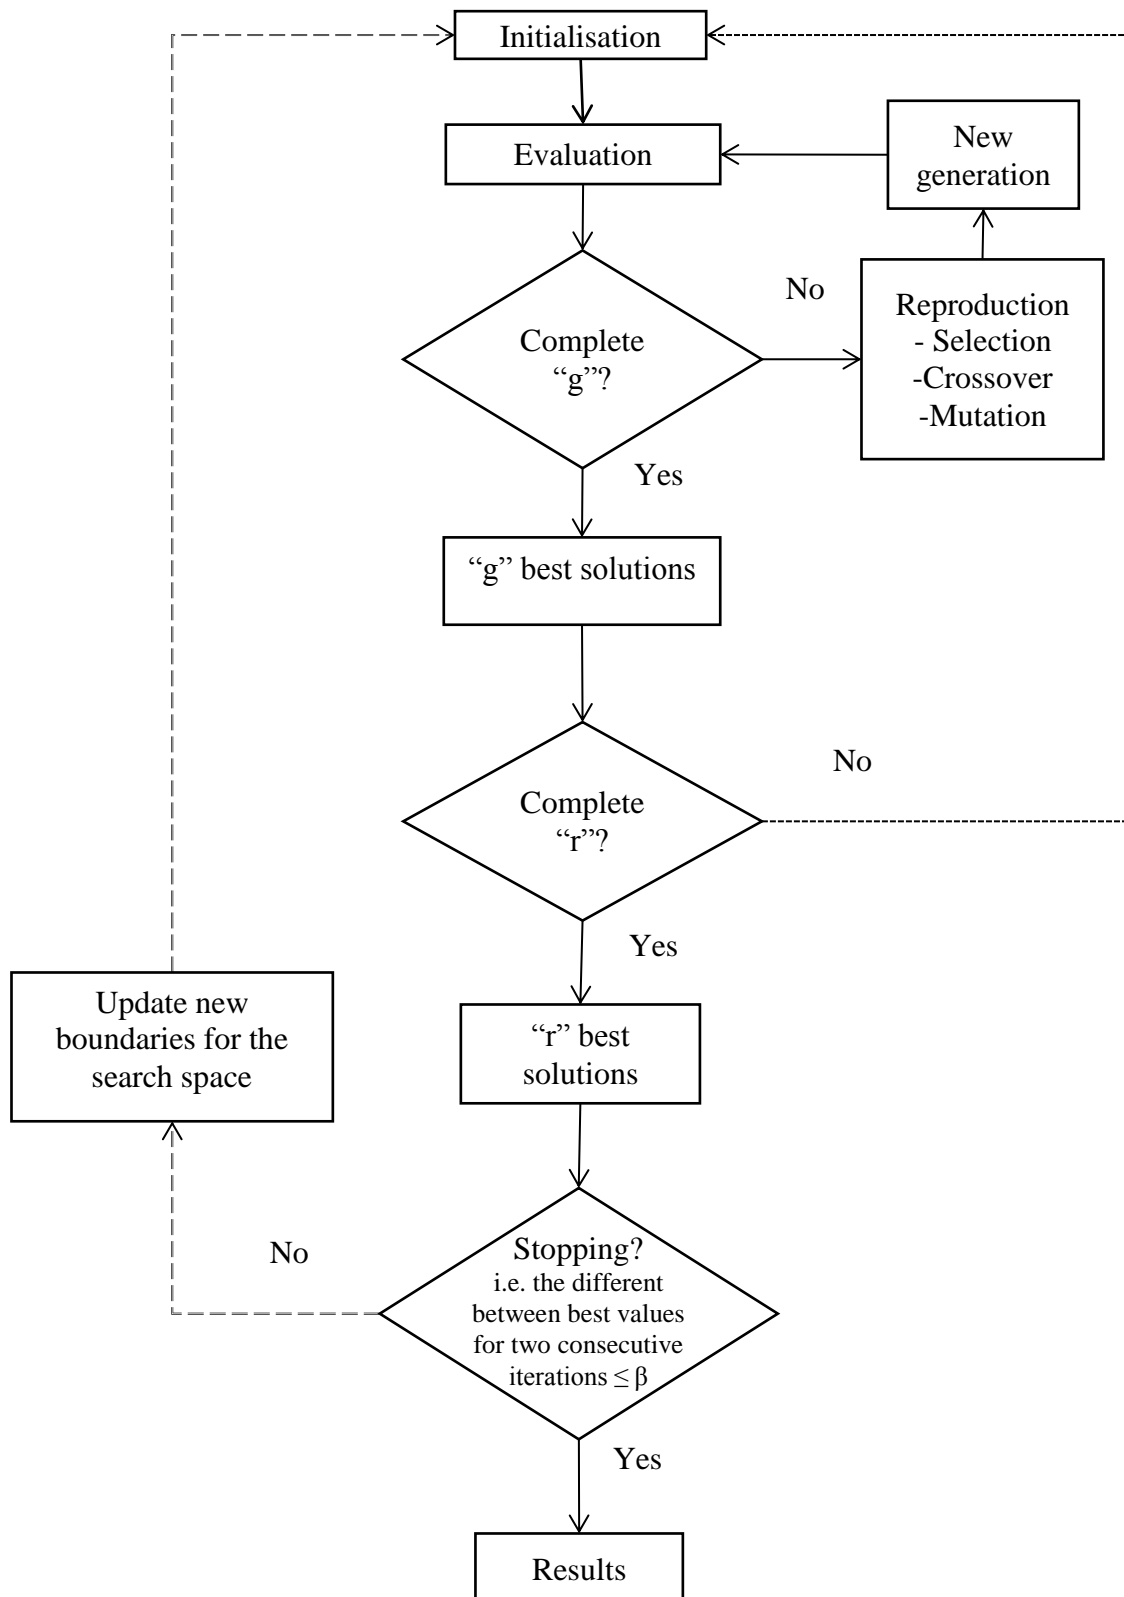 Initialisation
Evaluation
New
generation
No
Reproduction
- Selection
-Crossover
-Mutation
Complete
“g”?
Yes
“g” best solutions
No
Complete
“r”?
Yes
Update new
boundaries for the
search space
“r” best
solutions
No
Stopping?
i.e. the different
between best values
for two consecutive
iterations ≤ β
Yes
Results